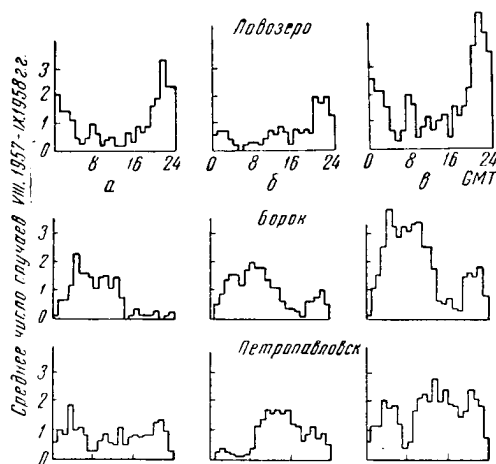 Ловозеро
3
2
1
0
8 16 24
0 8 16 24
0 8 16 24
а
б
в
GMT
Борок
3
2
1
0
Петропавловск
3
2
1
0
Среднее число случаев VIII.1957-IX.1958 г.г.